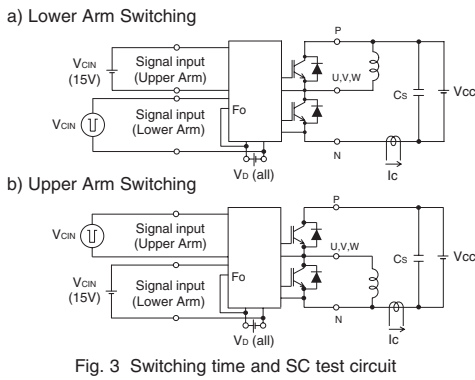 a) Lower Arm Switching
P
VCIN
(15V)
Signal input
(Upper Arm)
U,V,W
CS
VCC
VCIN
Signal input
(Lower Arm)
Fo
N
VD (all)
Ic
b) Upper Arm Switching
P
VCIN
Signal input
(Upper Arm)
U,V,W
CS
VCC
VCIN
(15V)
Signal input
(Lower Arm)
Fo
N
VD (all)
Ic
Fig. 3 Switching time and SC test circuit